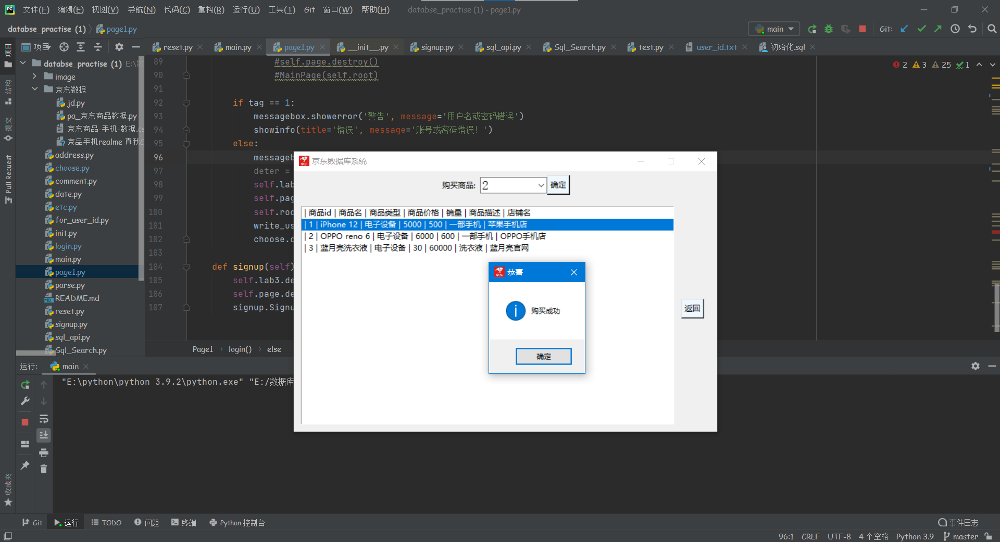 文件(F) 编辑(E) 视图(V) 导航(N) 代码(C) 重构(R) 运行(U) 工具(T) Git 窗口(W) 帮助(H) databse_practise (1) - page1.py
databse_practise (1) page1.py main Git:
项目 reset.py main.py page1.py __init__.py signup.py sql_api.py Sql_Search.py test.py user_id.txt 初始化.sql
项目
结构
提交
Pull Request
收藏夹
databse_practise (1) E:\数
image
京东数据
jd.py
pa_京东商品数据.py
京东商品-手机-数据.cs
京品手机realme 真我
address.py
choose.py
comment.py
date.py
etc.py
for_user_id.py
init.py
login.py
main.py
page1.py
parse.py
README.md
reset.py
signup.py
sql_api.py
Sql_Search.py
2 3 25 1
89 #self.page.destroy()
90 #MainPage(self.root)
91
92 if tag == 1:
93 messagebox.showerror('警告', message='用户名或密码错误')
94 showinfo(title='错误', message='账号或密码错误! ')
95 else:
96 messageb
97 deter =
98 self.lab
99 self.pag
100 self.roo
101 write_us
102 choose.c
103
104 def signup(self)
105 self.lab3.de
106 self.page.de
107 signup.Signu
Page1 login() else
京东数据库系统
购买商品: 2 确定
| 商品id | 商品名 | 商品类型 | 商品价格 | 销量 | 商品描述 | 店铺名
| 1 | iPhone 12 | 电子设备 | 5000 | 500 | 一部手机 | 苹果手机店
| 2 | OPPO reno 6 | 电子设备 | 6000 | 600 | 一部手机 | OPPO手机店
| 3 | 蓝月亮洗衣液 | 电子设备 | 30 | 60000 | 洗衣液 | 蓝月亮官网
恭喜
购买成功
确定
返回
运行: main
"E:\python\python 3.9.2\python.exe" "E:/数据库
Git 运行 TODO 问题 终端 Python 控制台 事件日志
96:1 CRLF UTF-8 4 个空格 Python 3.9 master